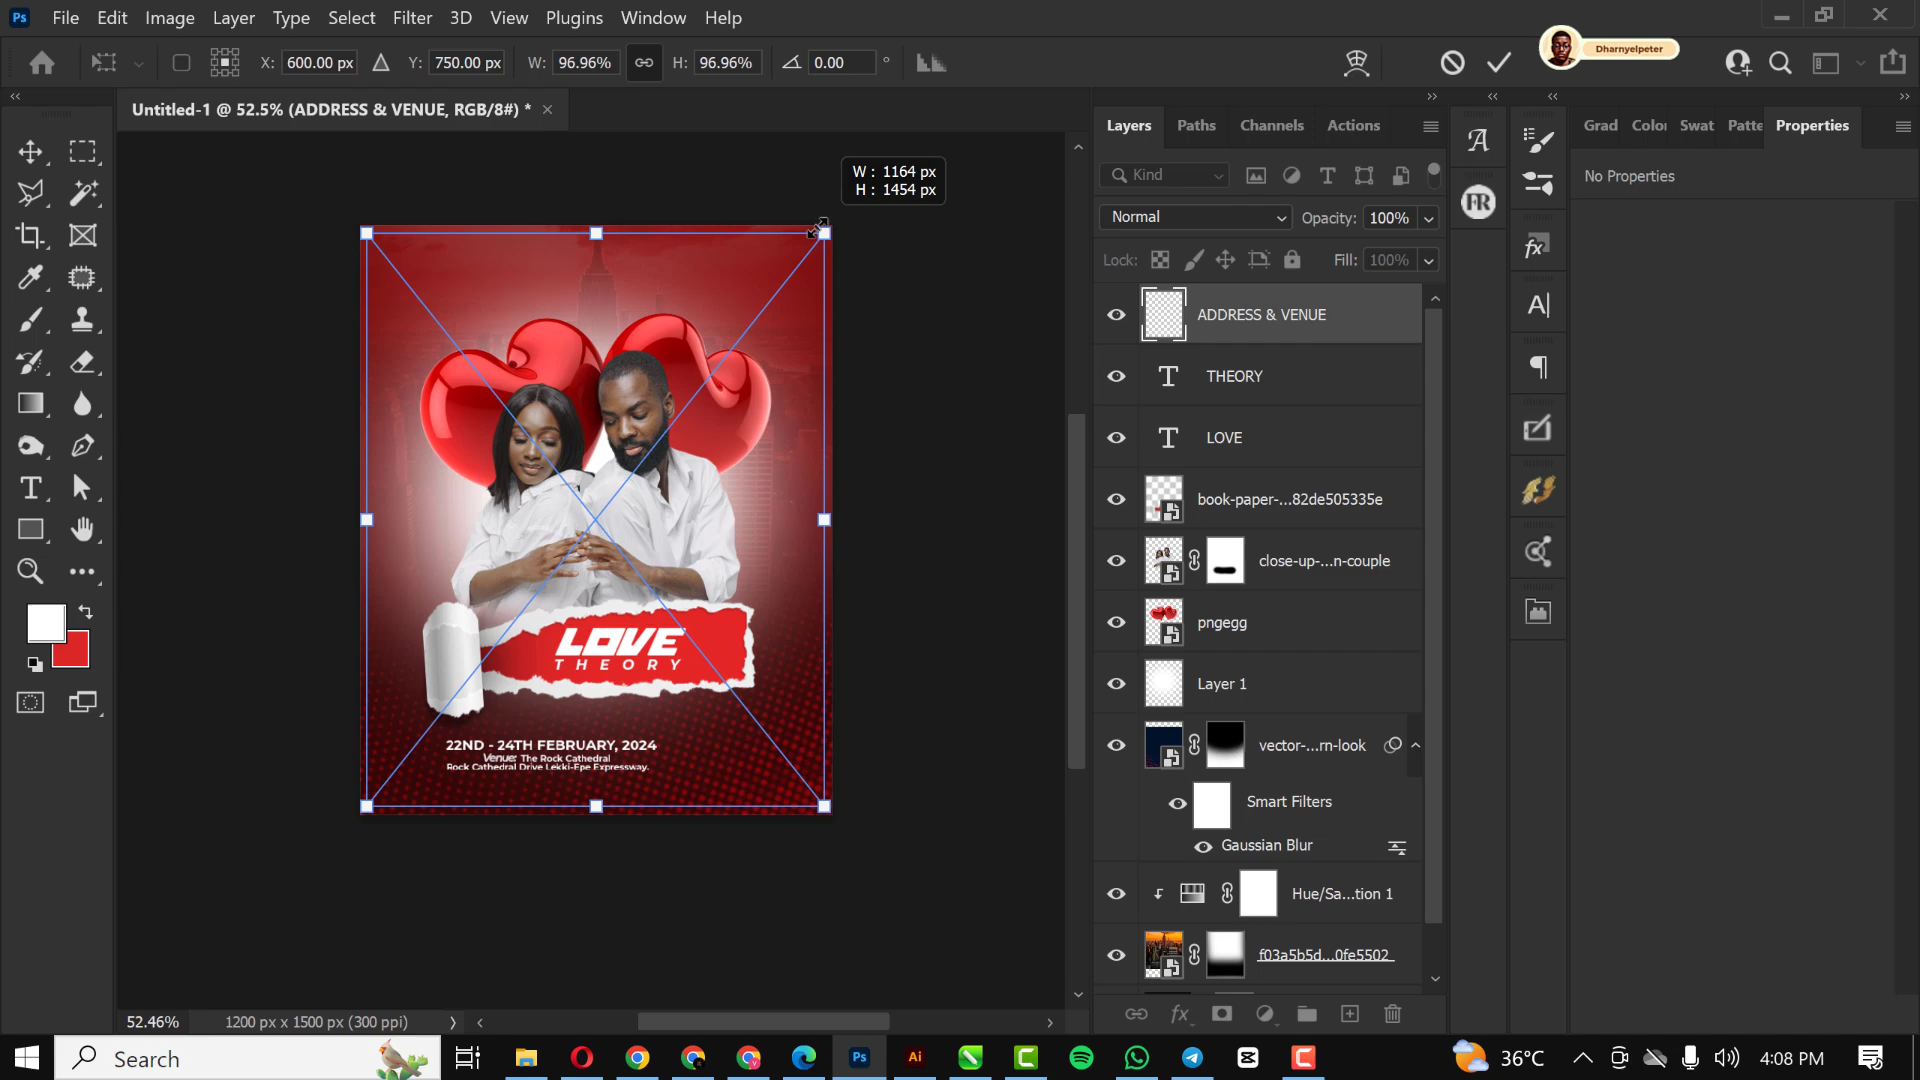 Ps File Edit Image Layer Type Select Filter 3D View Plugins Window Help
X: 600.00 px Y: 750.00 px W: 96.96% H: 96.96% 0.00 ° Dharnyelpeter
Untitled-1 @ 52.5% (ADDRESS & VENUE, RGB/8#) *
W : 1164 px
H : 1454 px
LOVE
THEORY
22ND - 24TH FEBRUARY, 2024
Venue: The Rock Cathedral
Rock Cathedral Drive Lekki-Epe Expressway.
52.46% 1200 px x 1500 px (300 ppi)
Layers Paths Channels Actions
Kind
Normal Opacity: 100%
Lock: Fill: 100%
ADDRESS & VENUE
THEORY
LOVE
book-paper-...82de505335e
close-up-...n-couple
pngegg
Layer 1
vector-...rn-look
Smart Filters
Gaussian Blur
Hue/Sa...tion 1
f03a5b5d...0fe5502
FR
Grad Color Swat Patte Properties
No Properties
Search Ps Ai 36°C 4:08 PM